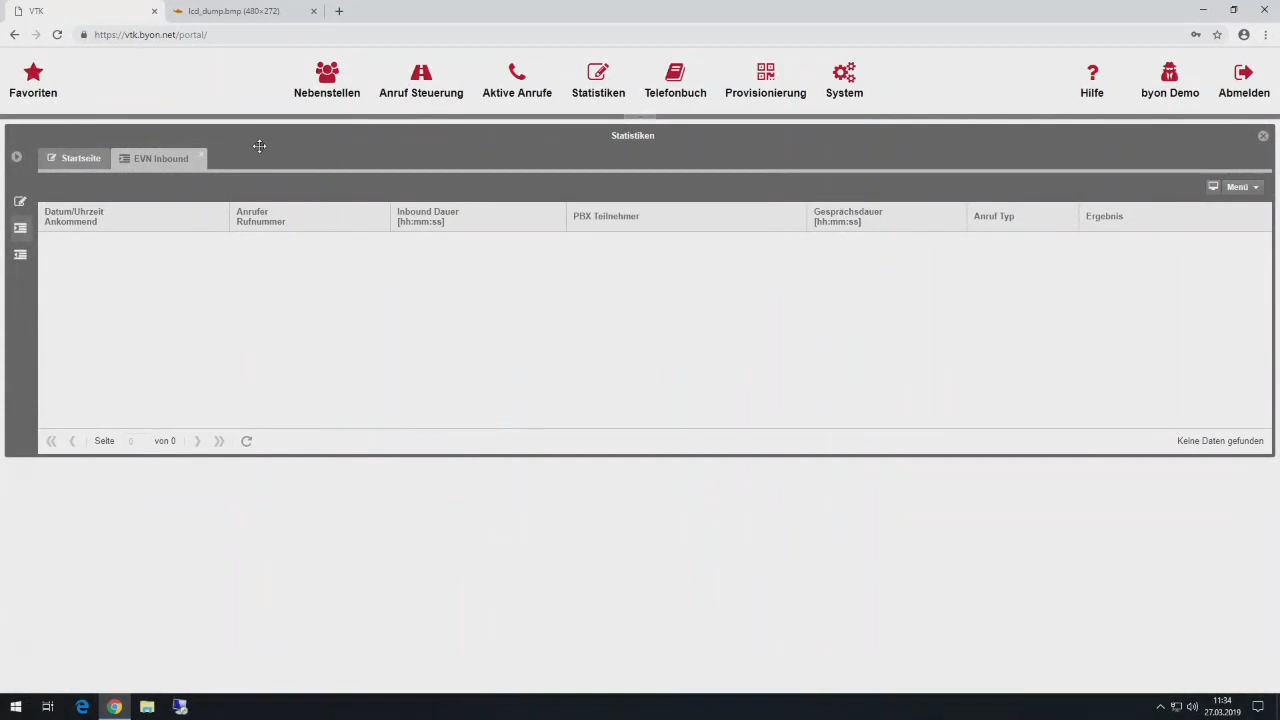 VTK
lcd_dump.bmp (480×272)
https://vtk.byon.net/portal/
Favoriten
Nebenstellen
Anruf Steuerung
Aktive Anrufe
Statistiken
Telefonbuch
Provisionierung
System
Hilfe
byon Demo
Abmelden
Statistiken
Startseite
EVN Inbound
Menü
Datum/Uhrzeit
Ankommend
Anrufer
Rufnummer
Inbound Dauer
[hh:mm:ss]
PBX Teilnehmer
Gesprächsdauer
[hh:mm:ss]
Anruf Typ
Ergebnis
Seite 0 von 0
Keine Daten gefunden
11:34
27.03.2019